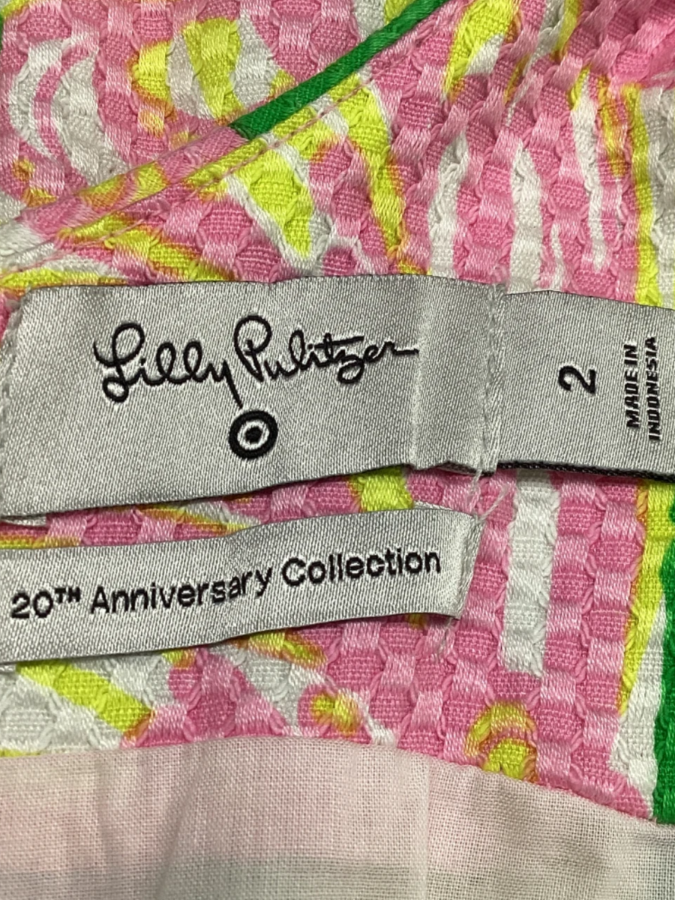 Lilly Pulitzer
2
MADE IN
INDONESIA
20TH Anniversary Collection